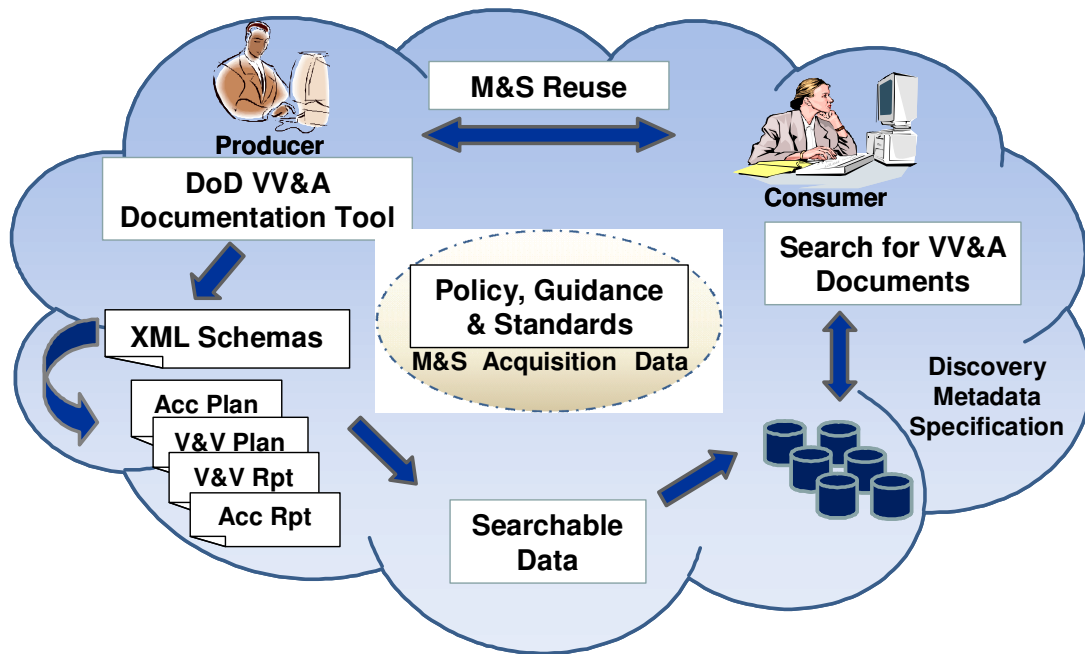 M&S Reuse
Producer
DoD VV&A
Documentation Tool
Consumer
Search for VV&A
Documents
Policy, Guidance
& Standards
M&S Acquisition Data
XML Schemas
Acc Plan
V&V Plan
V&V Rpt
Acc Rpt
Discovery
Metadata
Specification
Searchable
Data